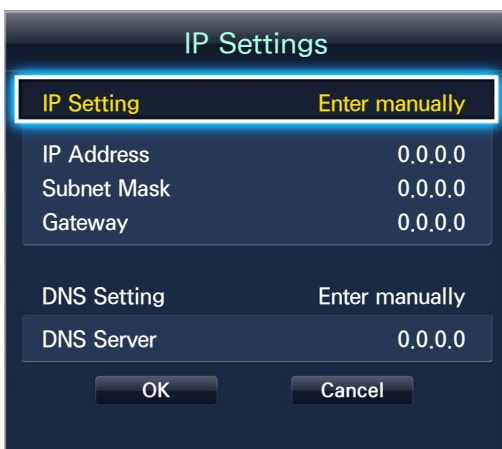 IP Settings
IP Setting Enter manually
IP Address 0.0.0.0
Subnet Mask 0.0.0.0
Gateway 0.0.0.0
DNS Setting Enter manually
DNS Server 0.0.0.0
OK Cancel